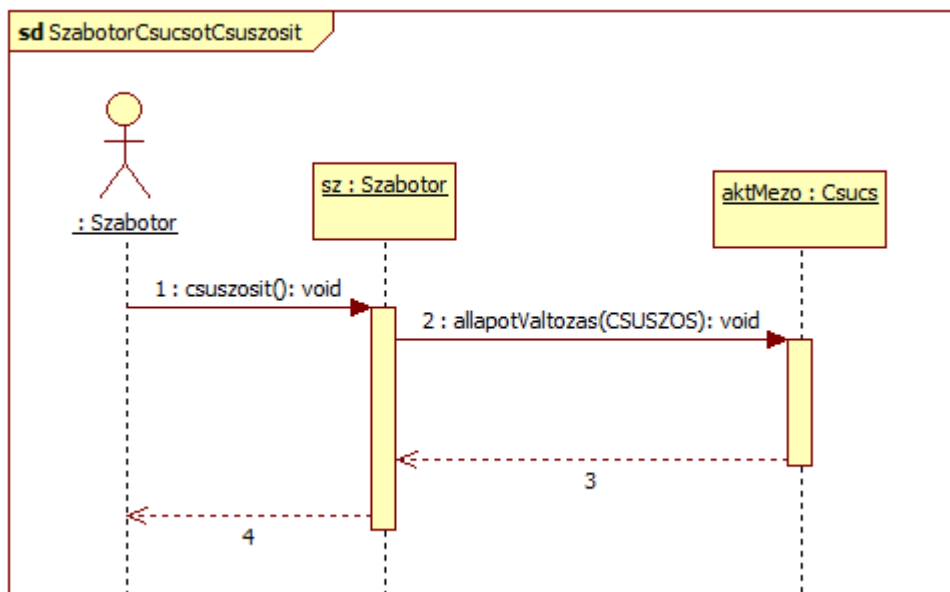 sd SzabotorCsucsotCsuszosit
sz : Szabotor
aktMezo : Csucs
: Szabotor
1 : csuszosit(): void
2 : allapotValtozas(CSUSZOS): void
3
4